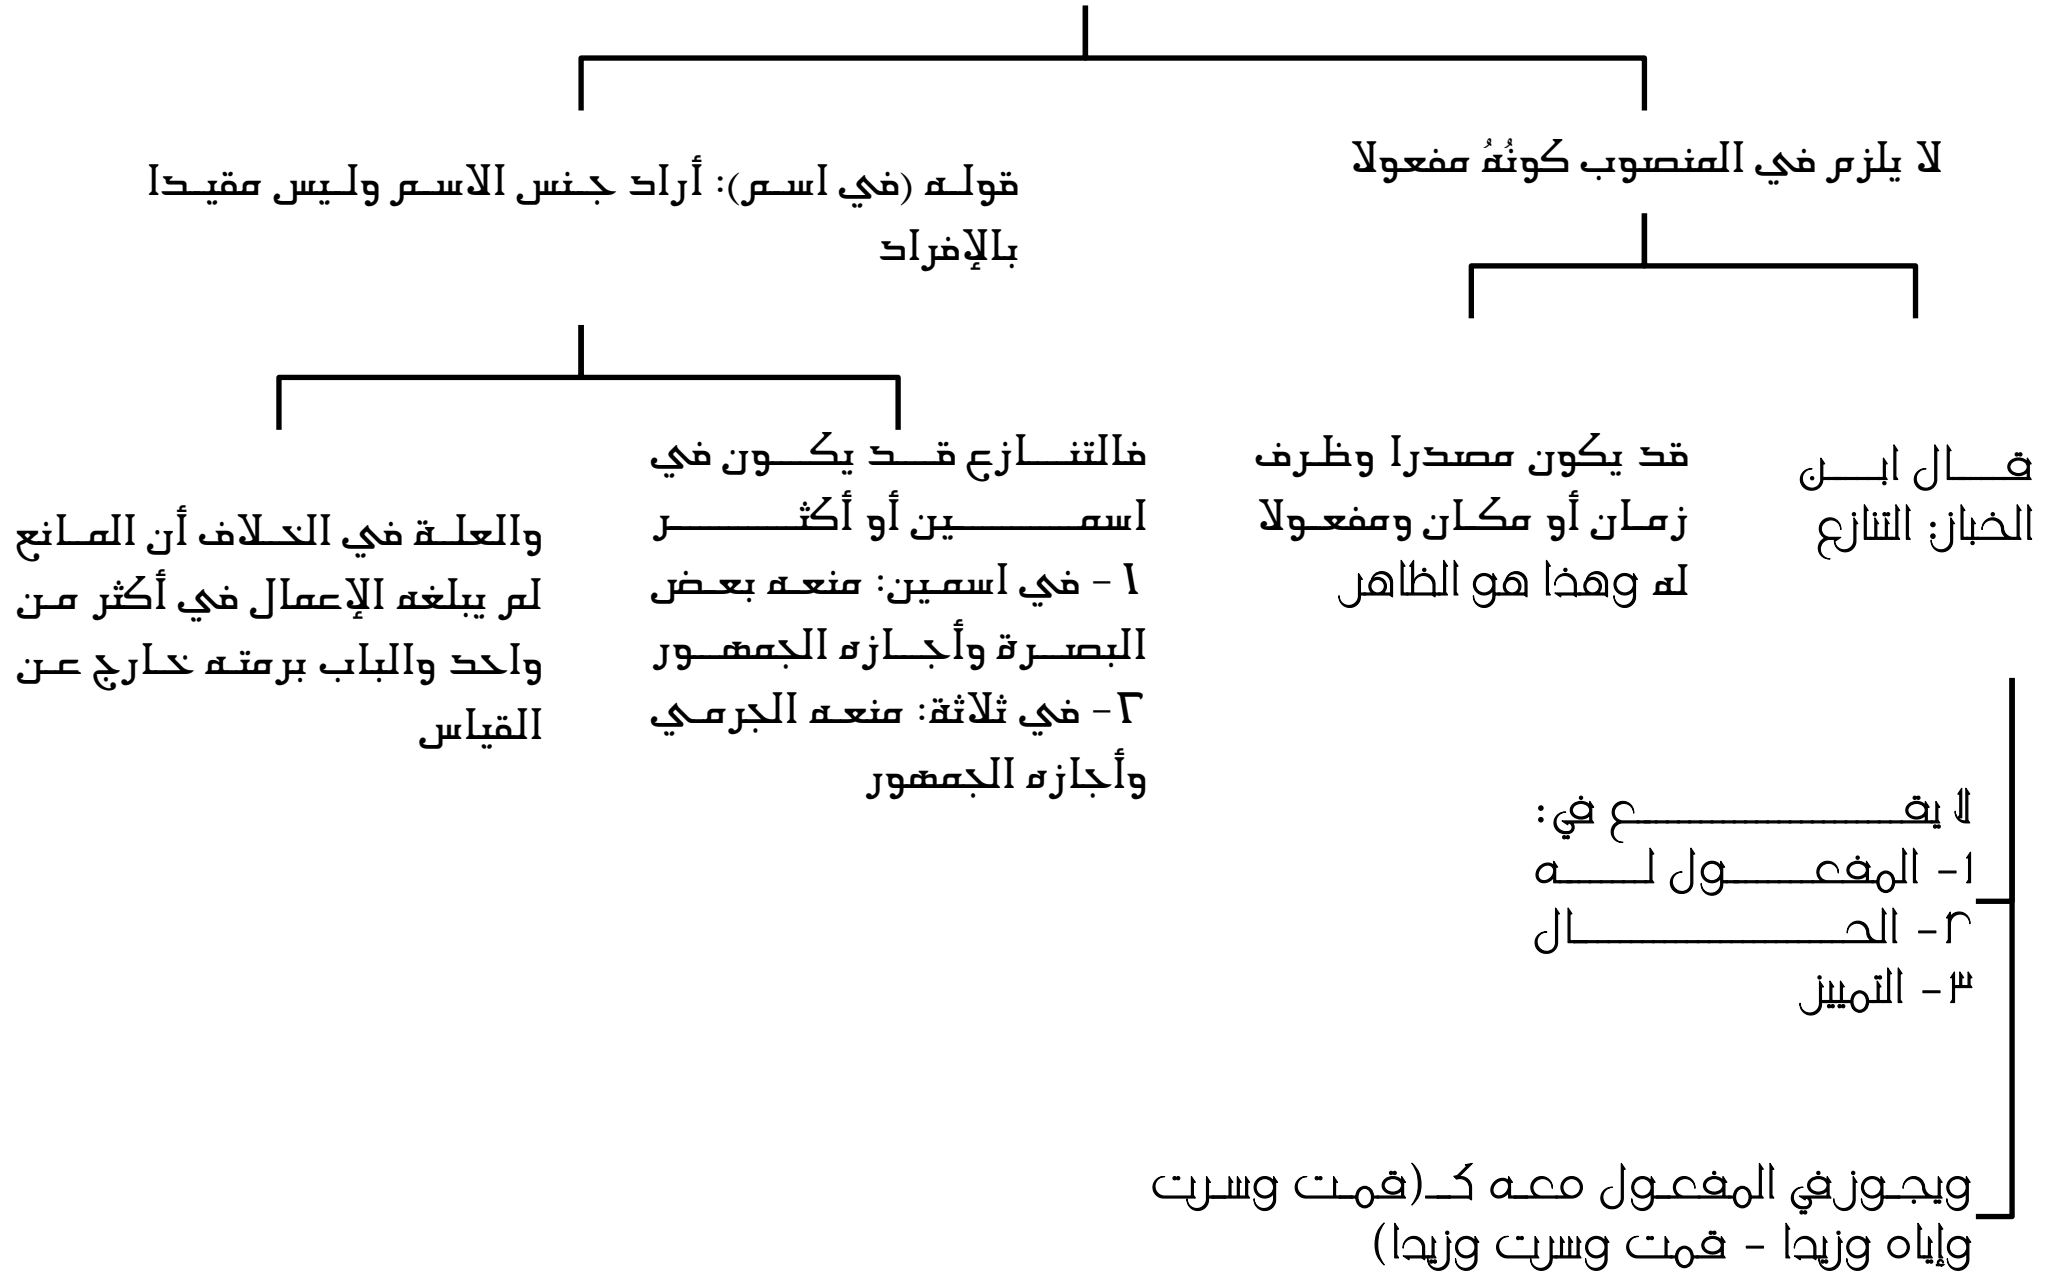 لا يلزم في المنصوب كونُهُ مفعولا
قال ابن
الخباز: التنازع
قد يكون مصدرا وظرف
زمان أو مكان ومفعولا
له وهذا هو الظاهر
لا يقع في:
١- المفعول له
٢- الحال
٣- التمييز
ويجوز في المفعول معه كـ(قمت وسرت
وإياه وزيدا - قمت وسرت وزيدا)
قوله (في اسم): أراد جنس الاسم وليس مقيدا
بالإفراد
فالتنازع قد يكون في
اسمين أو أكثر
١- في اسمين: منعه بعض
البصرة وأجازه الجمهور
٢- في ثلاثة: منعه الجرمي
وأجازه الجمهور
والعلة في الخلاف أن المانع
لم يبلغه الإعمال في أكثر من
واحد والباب برمته خارج عن
القياس